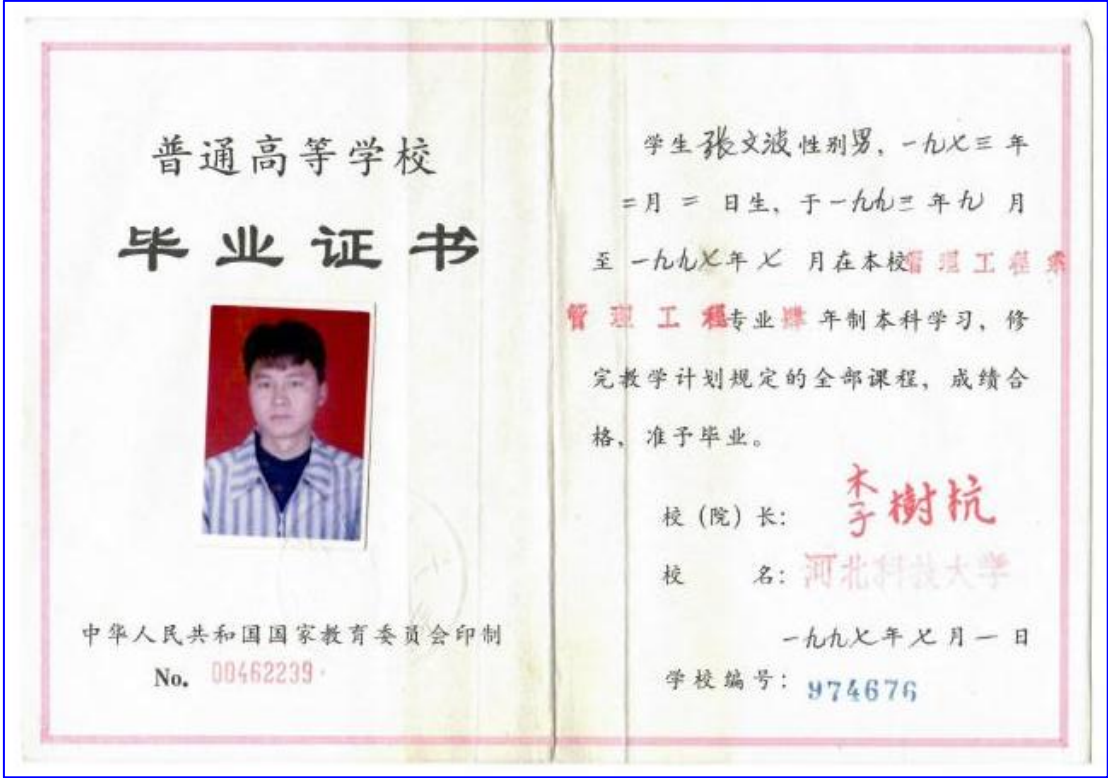 普通高等学校
毕业证书
中华人民共和国国家教育委员会印制
No. 00462239
学生张文波性别男、一九七三年
二月二日生、于一九九三年九月
至一九九七年七月在本校管理工程系
管理工程专业肆年制本科学习、修
完教学计划规定的全部课程、成绩合
格、准予毕业。
校(院)长: 李树杭
校名: 河北科技大学
一九九七年七月一日
学校编号: 974676